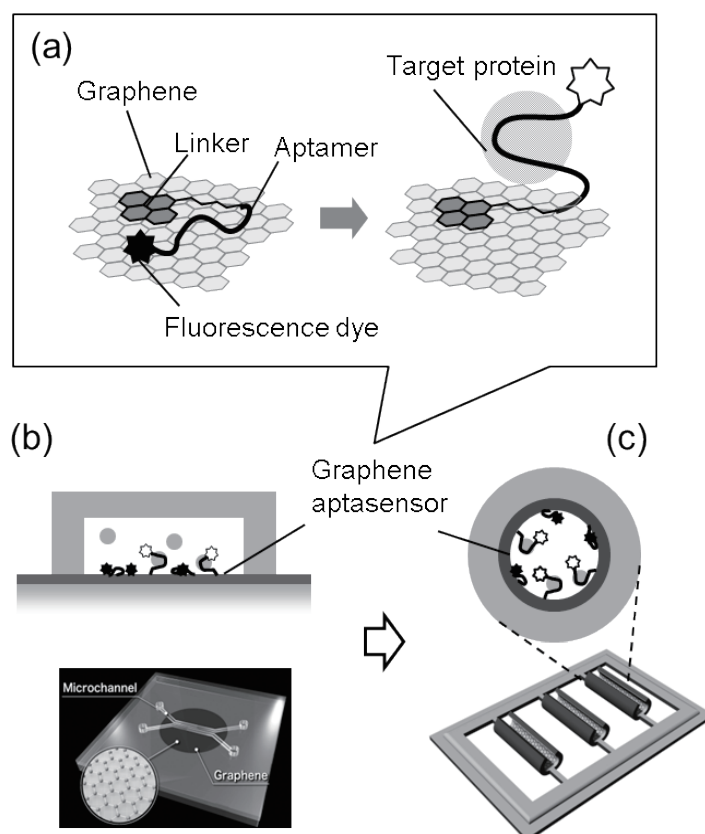 (a)
Target protein
Graphene
Linker
Aptamer
Fluorescence dye
(b)
(c)
Graphene
aptasensor
Microchannel
Graphene